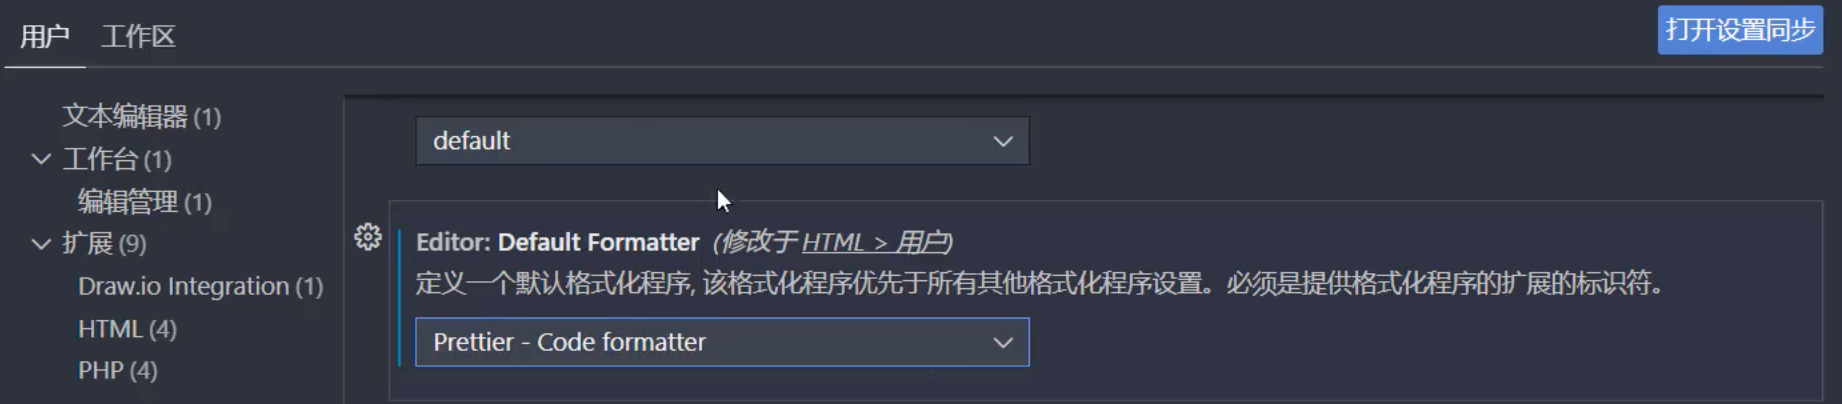 用户 工作区
打开设置同步
文本编辑器 (1)
工作台 (1)
编辑管理 (1)
扩展 (9)
Draw.io Integration (1)
HTML (4)
PHP (4)
default
Editor: Default Formatter (修改于 HTML > 用户)
定义一个默认格式化程序, 该格式化程序优先于所有其他格式化程序设置。必须是提供格式化程序的扩展的标识符。
Prettier - Code formatter